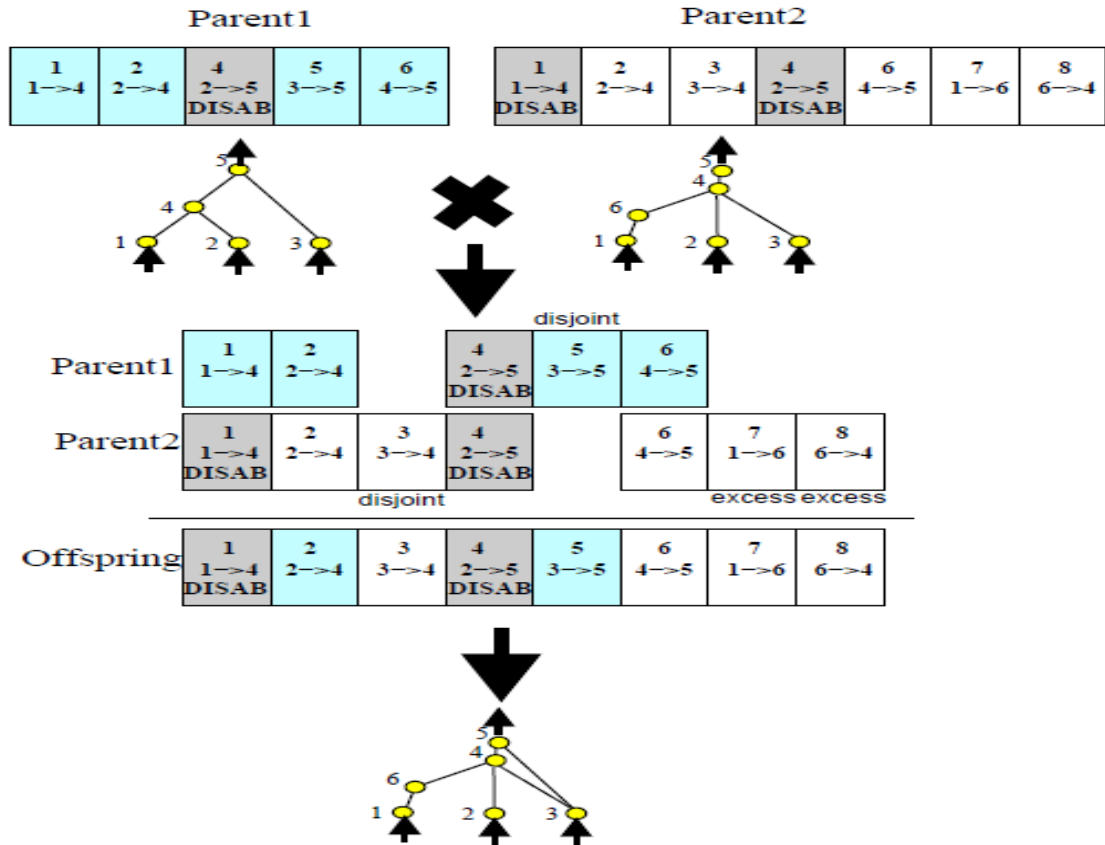 Parent1
Parent2
1 2 4 5 6
1−>4 2−>4 2−>5 3−>5 4−>5
DISAB
1 2 3 4 6 7 8
1−>4 2−>4 3−>4 2−>5 4−>5 1−>6 6−>4
DISAB DISAB
5
4
1 2 3
5
4
6
1 2 3
disjoint
Parent1
1 2 4 5 6
1−>4 2−>4 2−>5 3−>5 4−>5
DISAB
Parent2
1 2 3 4 6 7 8
1−>4 2−>4 3−>4 2−>5 4−>5 1−>6 6−>4
DISAB DISAB
disjoint excess excess
Offspring
1 2 3 4 5 6 7 8
1−>4 2−>4 3−>4 2−>5 3−>5 4−>5 1−>6 6−>4
DISAB DISAB
5
4
6
1 2 3